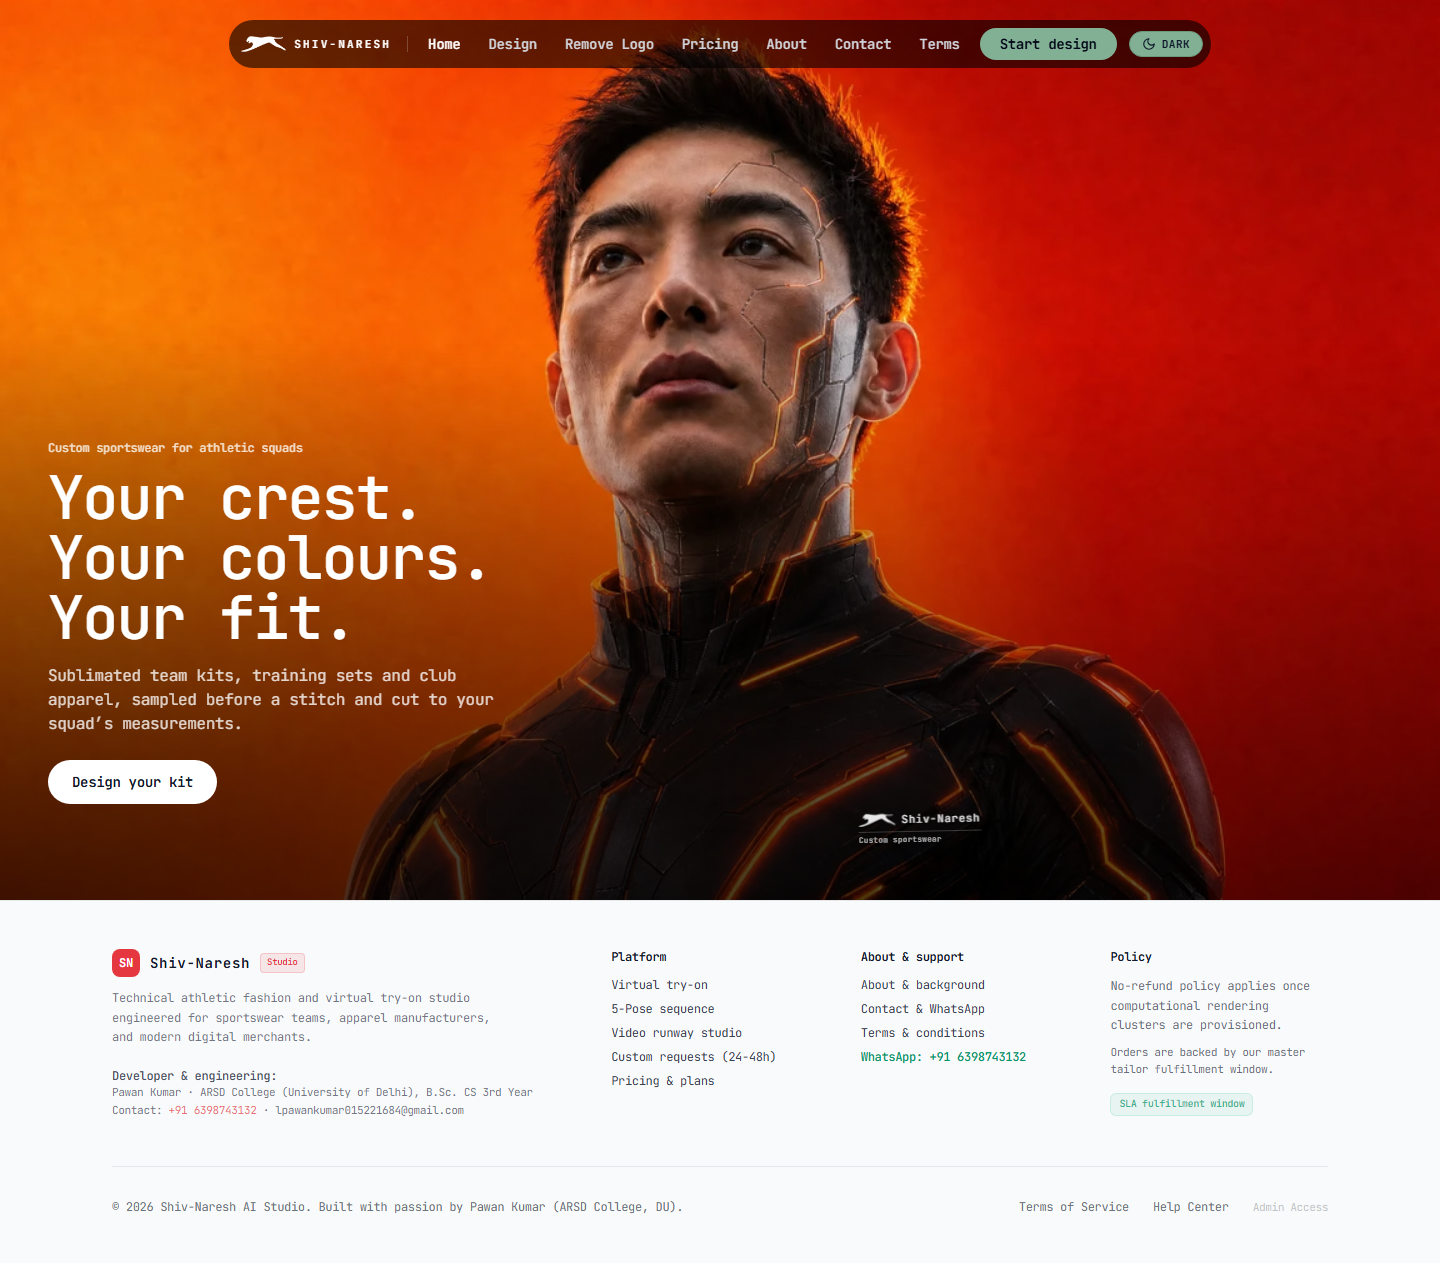 SHIV-NARESH
Home Design Remove Logo Pricing About Contact Terms Start design DARK
Custom sportswear for athletic squads
Your crest.
Your colours.
Your fit.
Sublimated team kits, training sets and club
apparel, sampled before a stitch and cut to your
squad’s measurements.
Design your kit
Shiv-Naresh
Custom sportswear
SN Shiv-Naresh Studio
Technical athletic fashion and virtual try-on studio
engineered for sportswear teams, apparel manufacturers,
and modern digital merchants.
Developer & engineering:
Pawan Kumar · ARSD College (University of Delhi), B.Sc. CS 3rd Year
Contact: +91 6398743132 · lpawankumar015221684@gmail.com
Platform
Virtual try-on
5-Pose sequence
Video runway studio
Custom requests (24-48h)
Pricing & plans
About & support
About & background
Contact & WhatsApp
Terms & conditions
WhatsApp: +91 6398743132
Policy
No-refund policy applies once
computational rendering
clusters are provisioned.
Orders are backed by our master
tailor fulfillment window.
SLA fulfillment window
© 2026 Shiv-Naresh AI Studio. Built with passion by Pawan Kumar (ARSD College, DU).
Terms of Service Help Center Admin Access